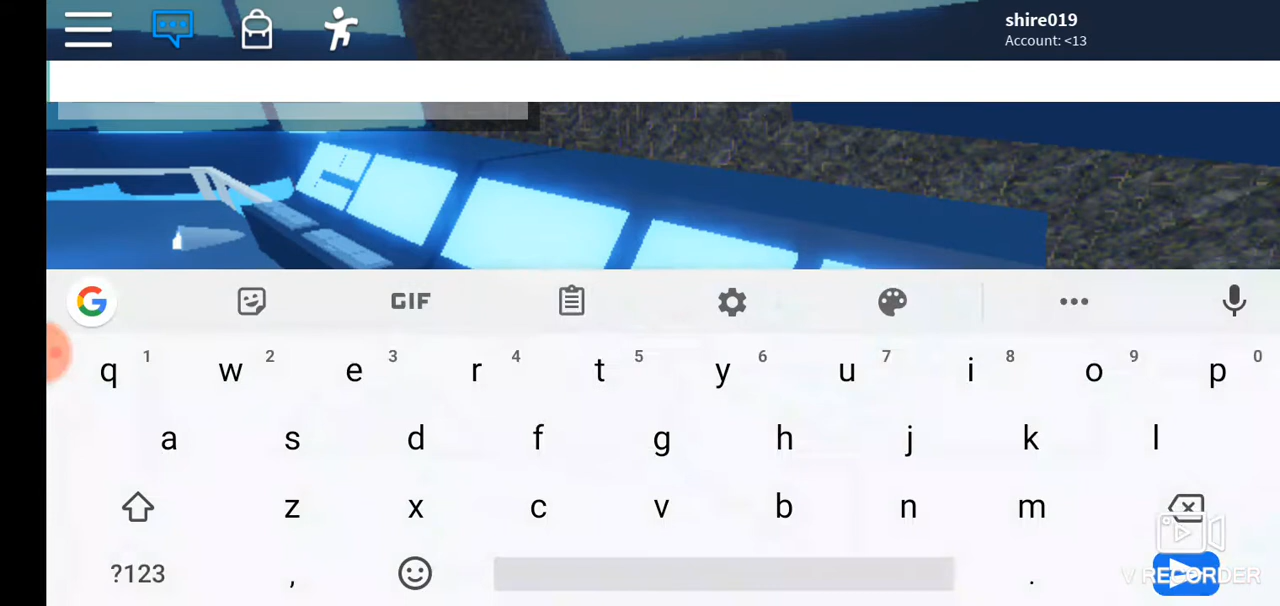 shire019
Account: <13
GIF
q 1 w 2 e 3 r 4 t 5 y 6 u 7 i 8 o 9 p 0
a s d f g h j k l
z x c v b n m
?123 , .
V RECORDER